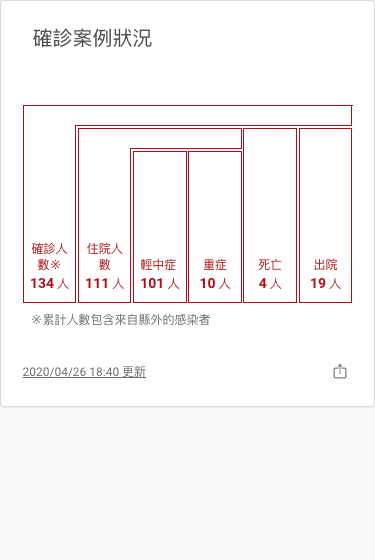 確診案例狀況
確診人
數※
134 人
住院人
數
111 人
輕中症
101 人
重症
10 人
死亡
4 人
出院
19 人
※累計人數包含來自縣外的感染者
2020/04/26 18:40 更新